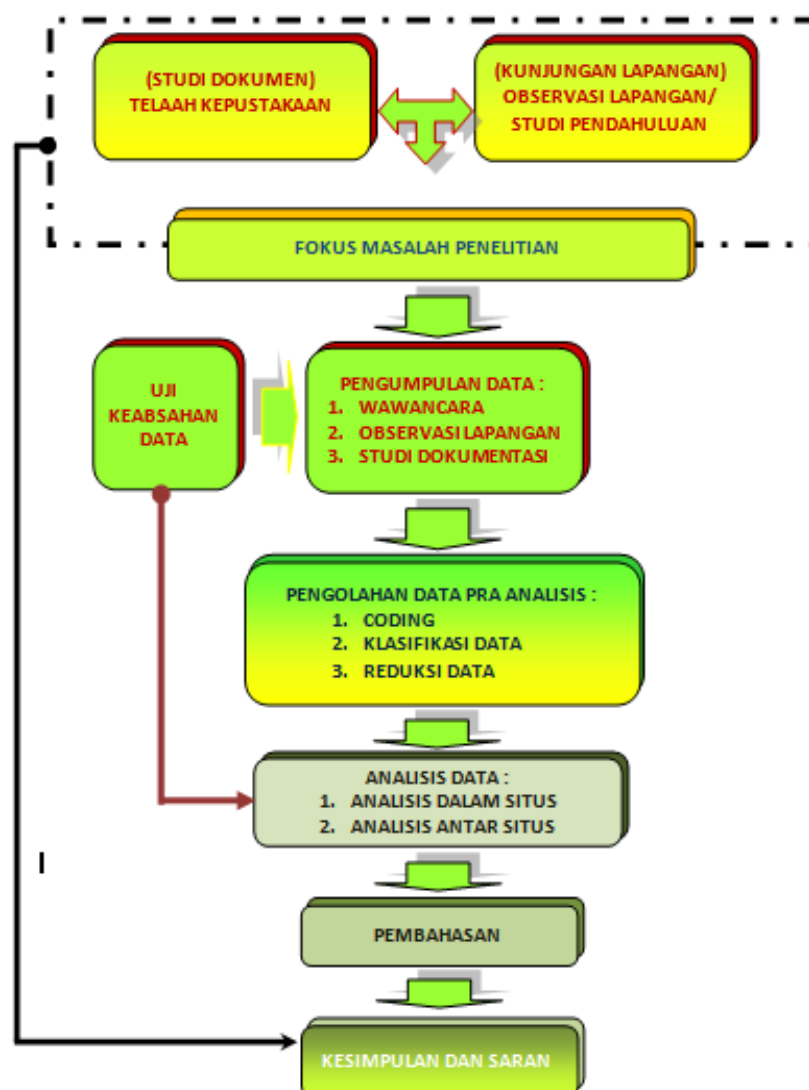 (STUDI DOKUMEN)
TELAAH KEPUSTAKAAN
(KUNJUNGAN LAPANGAN)
OBSERVASI LAPANGAN/
STUDI PENDAHULUAN
FOKUS MASALAH PENELITIAN
UJI
KEABSAHAN
DATA
PENGUMPULAN DATA :
1. WAWANCARA
2. OBSERVASI LAPANGAN
3. STUDI DOKUMENTASI
PENGOLAHAN DATA PRA ANALISIS :
1. CODING
2. KLASIFIKASI DATA
3. REDUKSI DATA
ANALISIS DATA :
1. ANALISIS DALAM SITUS
2. ANALISIS ANTAR SITUS
PEMBAHASAN
KESIMPULAN DAN SARAN